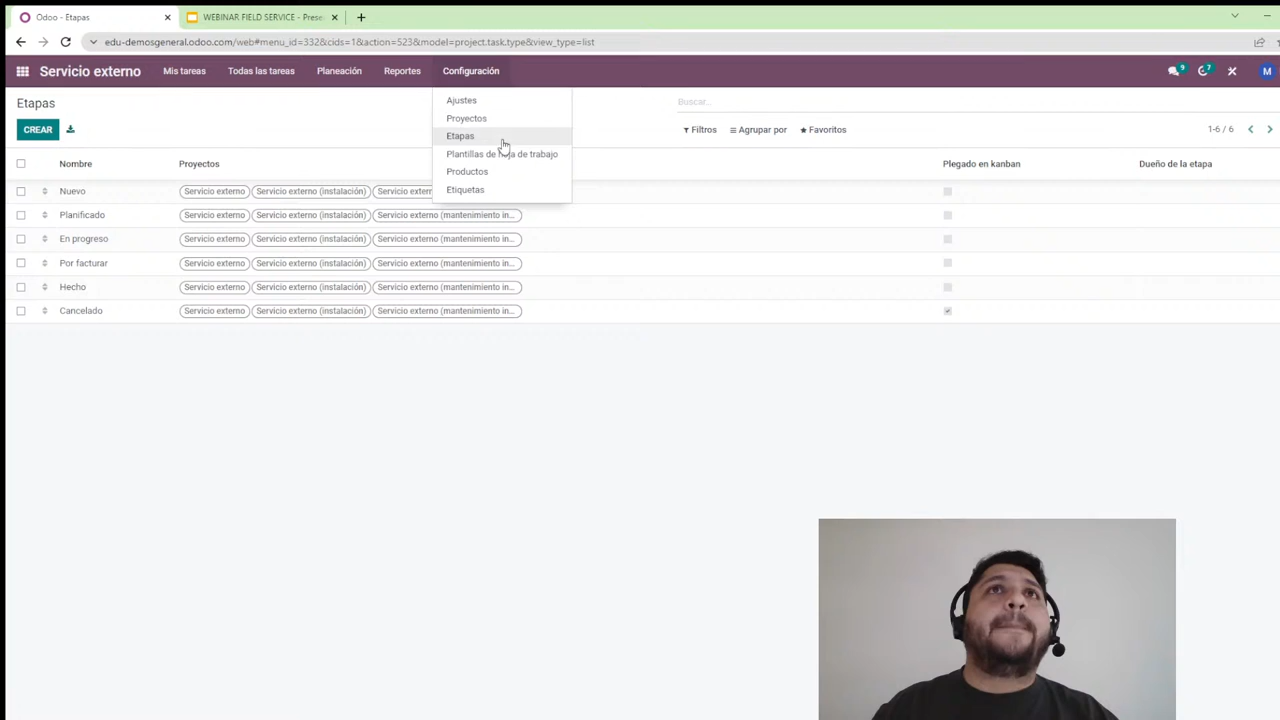 Odoo - Etapas
WEBINAR FIELD SERVICE - Prese
edu-demosgeneral.odoo.com/web#menu_id=332&cids=1&action=523&model=project.task.type&view_type=list
Servicio externo Mis tareas Todas las tareas Planeación Reportes Configuración 9 7 M
Etapas
Ajustes
Proyectos
Etapas
Plantillas de hoja de trabajo
Productos
Etiquetas
Buscar...
CREAR
Filtros Agrupar por Favoritos 1-6 / 6
Nombre Proyectos Plegado en kanban Dueño de la etapa
Nuevo Servicio externo Servicio externo (instalación) Servicio exter
Planificado Servicio externo Servicio externo (instalación) Servicio externo (mantenimiento in...
En progreso Servicio externo Servicio externo (instalación) Servicio externo (mantenimiento in...
Por facturar Servicio externo Servicio externo (instalación) Servicio externo (mantenimiento in...
Hecho Servicio externo Servicio externo (instalación) Servicio externo (mantenimiento in...
Cancelado Servicio externo Servicio externo (instalación) Servicio externo (mantenimiento in...